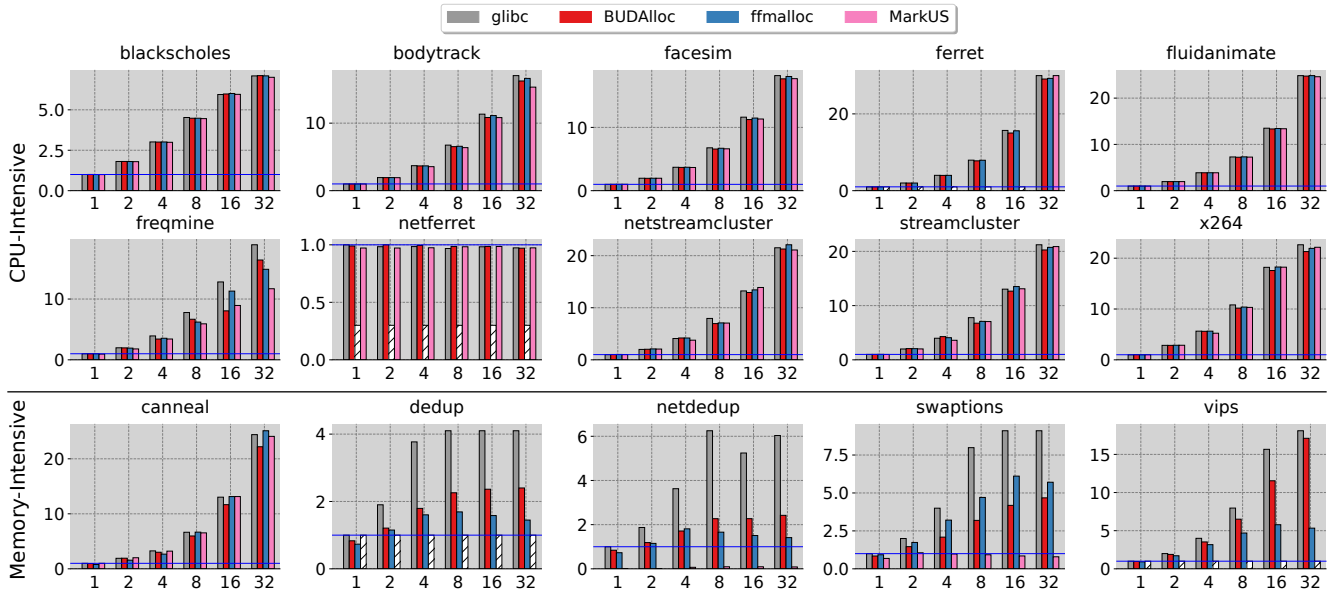 glibc BUDAlloc ffmalloc MarkUS
CPU-Intensive
blackscholes bodytrack facesim ferret fluidanimate
5.0
2.5
0.0
1 2 4 8 16 32
10
0
1 2 4 8 16 32
10
0
1 2 4 8 16 32
20
0
1 2 4 8 16 32
20
10
0
1 2 4 8 16 32
freqmine netferret netstreamcluster streamcluster x264
10
0
1 2 4 8 16 32
1.0
0.5
0.0
1 2 4 8 16 32
20
10
0
1 2 4 8 16 32
20
10
0
1 2 4 8 16 32
20
10
0
1 2 4 8 16 32
Memory-Intensive
canneal dedup netdedup swaptions vips
20
10
0
1 2 4 8 16 32
4
2
0
1 2 4 8 16 32
6
4
2
0
1 2 4 8 16 32
7.5
5.0
2.5
0.0
1 2 4 8 16 32
15
10
5
0
1 2 4 8 16 32